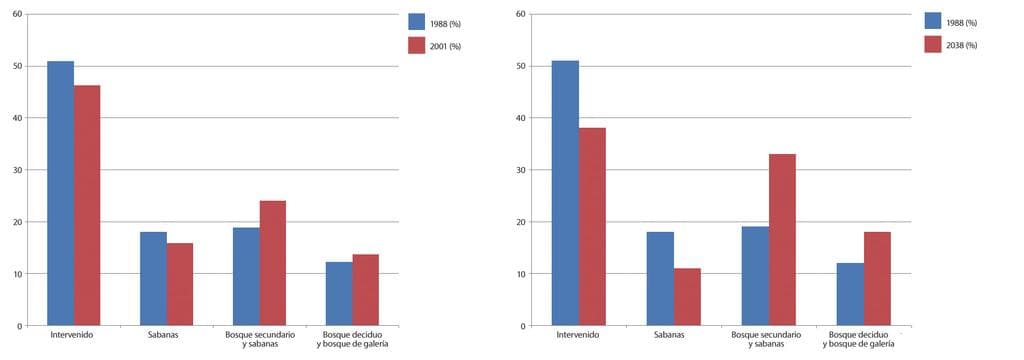 60
50
40
30
20
10
0
Intervenido
Sabanas
Bosque secundario
y sabanas
Bosque deciduo
y bosque de galería
1988 (%)
2001 (%)
60
50
40
30
20
10
0
Intervenido
Sabanas
Bosque secundario
y sabanas
Bosque deciduo
y bosque de galería
1988 (%)
2038 (%)